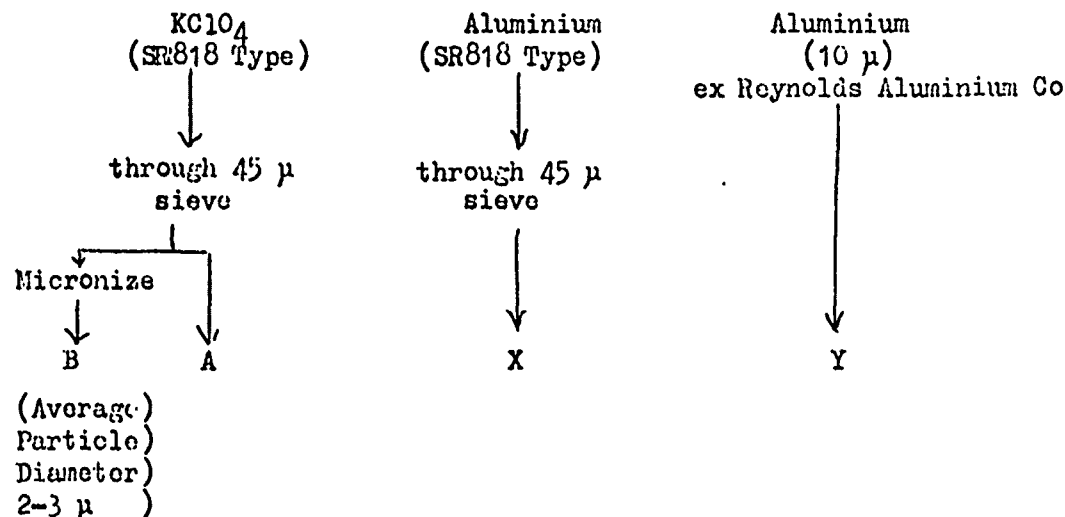 KClO4
(SR818 Type)
through 45 µ
sieve
Micronize
B
A
(Average)
Particle)
Diameter)
2-3 µ )
Aluminium
(SR818 Type)
through 45 µ
sieve
X
Aluminium
(10 µ)
ex Reynolds Aluminium Co
Y